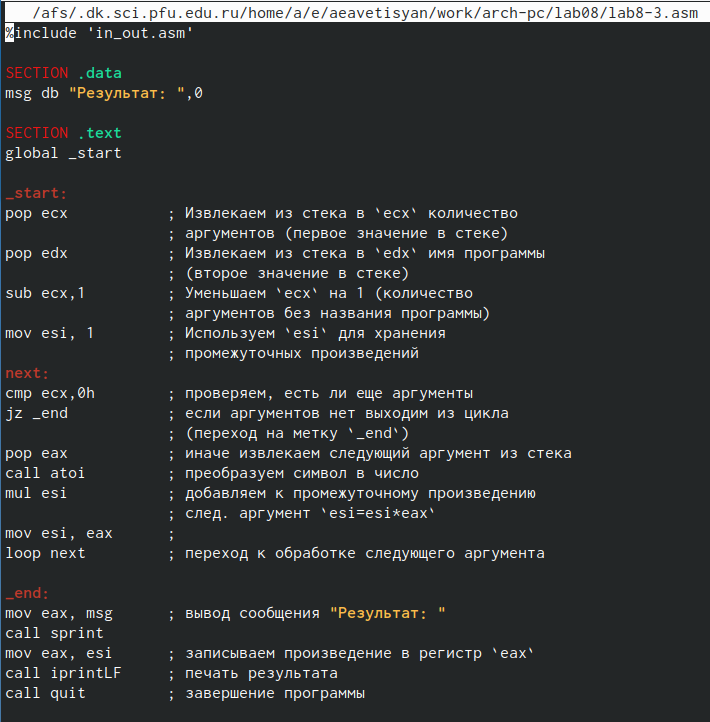 /afs/.dk.sci.pfu.edu.ru/home/a/e/aeavetisyan/work/arch-pc/lab08/lab8-3.asm
%include 'in_out.asm'
SECTION .data
msg db "Результат: ",0
SECTION .text
global _start
_start:
pop ecx ; Извлекаем из стека в `ecx` количество
; аргументов (первое значение в стеке)
pop edx ; Извлекаем из стека в `edx` имя программы
; (второе значение в стеке)
sub ecx,1 ; Уменьшаем `ecx` на 1 (количество
; аргументов без названия программы)
mov esi, 1 ; Используем `esi` для хранения
; промежуточных произведений
next:
cmp ecx,0h ; проверяем, есть ли еще аргументы
jz _end ; если аргументов нет выходим из цикла
; (переход на метку `_end`)
pop eax ; иначе извлекаем следующий аргумент из стека
call atoi ; преобразуем символ в число
mul esi ; добавляем к промежуточному произведению
; след. аргумент `esi=esi*eax`
mov esi, eax ;
loop next ; переход к обработке следующего аргумента
_end:
mov eax, msg ; вывод сообщения "Результат: "
call sprint
mov eax, esi ; записываем произведение в регистр `eax`
call iprintLF ; печать результата
call quit ; завершение программы